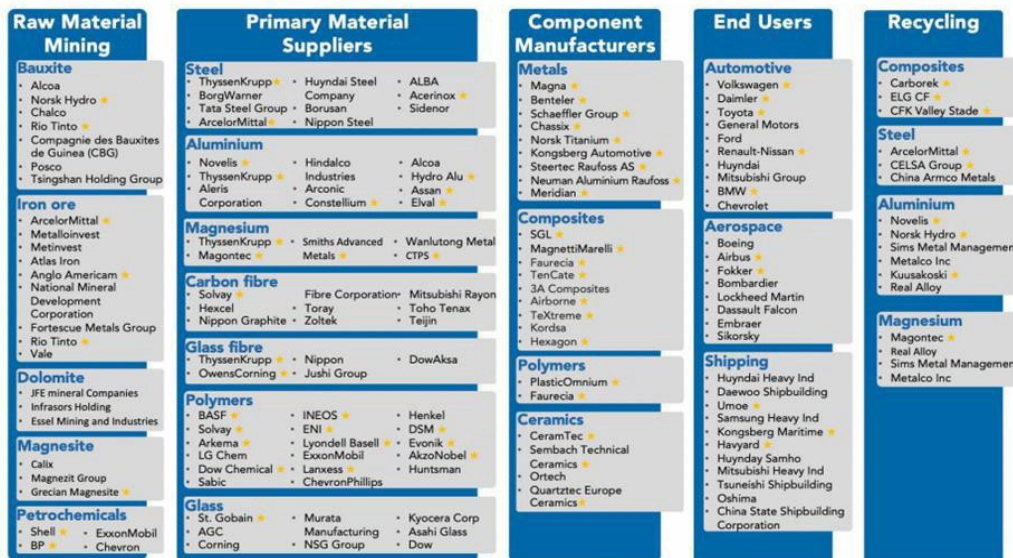 Raw Material
Mining
Bauxite
• Alcoa
• Norsk Hydro ★
• Chalco
• Rio Tinto ★
• Compagnie des Bauxites
de Guinea (CBG)
• Posco
• Tsingshan Holding Group
Iron ore
• ArcelorMittal ★
• Metalloinvest
• Metinvest
• Atlas Iron
• Anglo Americam ★
• National Mineral
Development
Corporation
• Fortescue Metals Group
• Rio Tinto ★
• Vale
Dolomite
• JFE mineral Companies
• Infrasors Holding
• Essel Mining and Industries
Magnesite
• Calix
• Magnezit Group
• Grecian Magnesite ★
Petrochemicals
• Shell ★
• BP ★
• ExxonMobil
• Chevron
Primary Material
Suppliers
Steel
• ThyssenKrupp ★
• BorgWarner
• Tata Steel Group
• ArcelorMittal ★
• Huyndai Steel
Company
• Borusan
• Nippon Steel
• ALBA
• Acerinox ★
• Sidenor
Aluminium
• Novelis ★
• ThyssenKrupp ★
• Aleris
Corporation
• Hindalco
Industries
• Arconic
• Constellium ★
• Alcoa
• Hydro Alu ★
• Assan ★
• Elval ★
Magnesium
• ThyssenKrupp ★
• Magontec ★
• Smiths Advanced
Metals ★
• Wanlutong Metal
• CTPS ★
Carbon fibre
• Solvay ★
• Hexcel
• Nippon Graphite
Fibre Corporation
• Toray
• Zoltek
• Mitsubishi Rayon
• Toho Tenax
• Teijin
Glass fibre
• ThyssenKrupp ★
• OwensCorning ★
• Nippon
• Jushi Group
• DowAksa
Polymers
• BASF ★
• Solvay ★
• Arkema ★
• LG Chem
• Dow Chemical ★
• Sabic
• INEOS ★
• ENI ★
• Lyondell Basell ★
• ExxonMobil
• Lanxess ★
• ChevronPhillips
• Henkel
• DSM ★
• Evonik ★
• AkzoNobel ★
• Huntsman
Glass
• St. Gobain ★
• AGC
• Corning
• Murata
Manufacturing
• NSG Group
• Kyocera Corp
• Asahi Glass
• Dow
Component
Manufacturers
Metals
• Magna ★
• Benteler ★
• Schaeffler Group ★
• Chassix ★
• Norsk Titanium ★
• Kongsberg Automotive ★
• Steertec Raufoss AS ★
• Neuman Aluminium Raufoss ★
• Meridian ★
Composites
• SGL ★
• MagnettiMarelli ★
• Faurecia ★
• TenCate ★
• 3A Composites
• Airborne ★
• TeXtreme ★
• Kordsa
• Hexagon ★
Polymers
• PlasticOmnium ★
• Faurecia ★
Ceramics
• CeramTec ★
• Sembach Technical
Ceramics ★
• Ortech
• Quartztec Europe
Ceramics ★
End Users
Automotive
• Volkswagen ★
• Daimler ★
• Toyota ★
• General Motors
• Ford
• Renault-Nissan ★
• Huyndai
• Mitsubishi Group
• BMW ★
• Chevrolet
Aerospace
• Boeing
• Airbus ★
• Fokker ★
• Bombardier
• Lockheed Martin
• Dassault Falcon
• Embraer
• Sikorsky
Shipping
• Huyndai Heavy Ind
• Daewoo Shipbuilding
• Umoe ★
• Samsung Heavy Ind
• Kongsberg Maritime ★
• Havyard ★
• Huynday Samho
• Mitsubishi Heavy Ind
• Tsuneishi Shipbuilding
• Oshima
• China State Shipbuilding
Corporation
Recycling
Composites
• Carborek ★
• ELG CF ★
• CFK Valley Stade ★
Steel
• ArcelorMittal ★
• CELSA Group ★
• China Armco Metals
Aluminium
• Novelis ★
• Norsk Hydro ★
• Sims Metal Management
• Metalco Inc
• Kuusakoski ★
• Real Alloy
Magnesium
• Magontec ★
• Real Alloy
• Sims Metal Management
• Metalco Inc